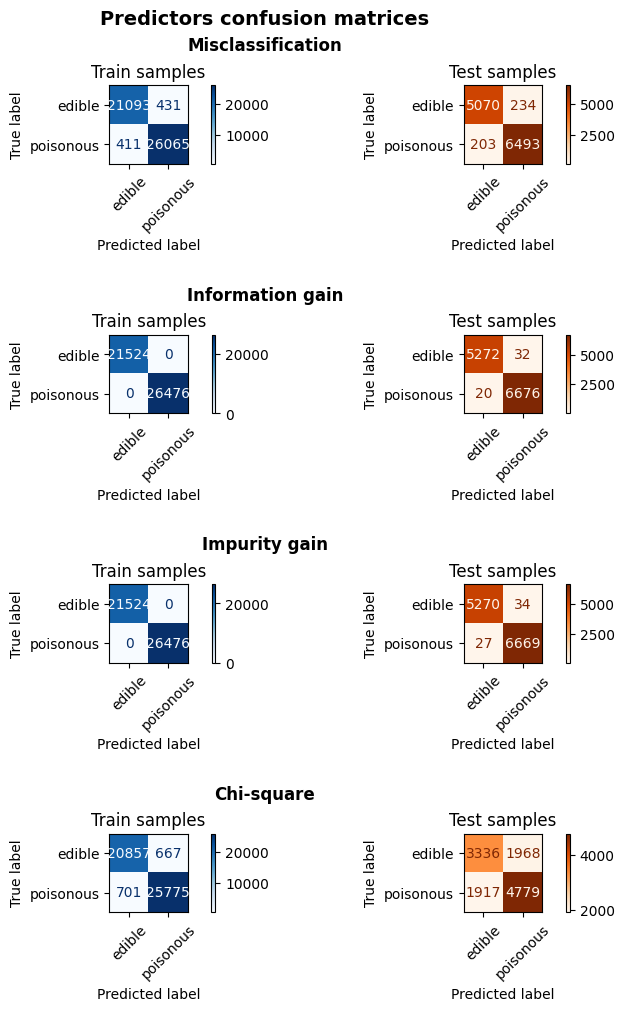 Predictors confusion matrices
Misclassification
Train samples
Test samples
True label
edible
poisonous
21093 431
411 26065
20000
10000
edible
poisonous
Predicted label
True label
edible
poisonous
5070 234
203 6493
5000
2500
edible
poisonous
Predicted label
Information gain
Train samples
Test samples
True label
edible
poisonous
21524 0
0 26476
20000
0
edible
poisonous
Predicted label
True label
edible
poisonous
5272 32
20 6676
5000
2500
edible
poisonous
Predicted label
Impurity gain
Train samples
Test samples
True label
edible
poisonous
21524 0
0 26476
20000
0
edible
poisonous
Predicted label
True label
edible
poisonous
5270 34
27 6669
5000
2500
edible
poisonous
Predicted label
Chi-square
Train samples
Test samples
True label
edible
poisonous
20857 667
701 25775
20000
10000
edible
poisonous
Predicted label
True label
edible
poisonous
3336 1968
1917 4779
4000
2000
edible
poisonous
Predicted label